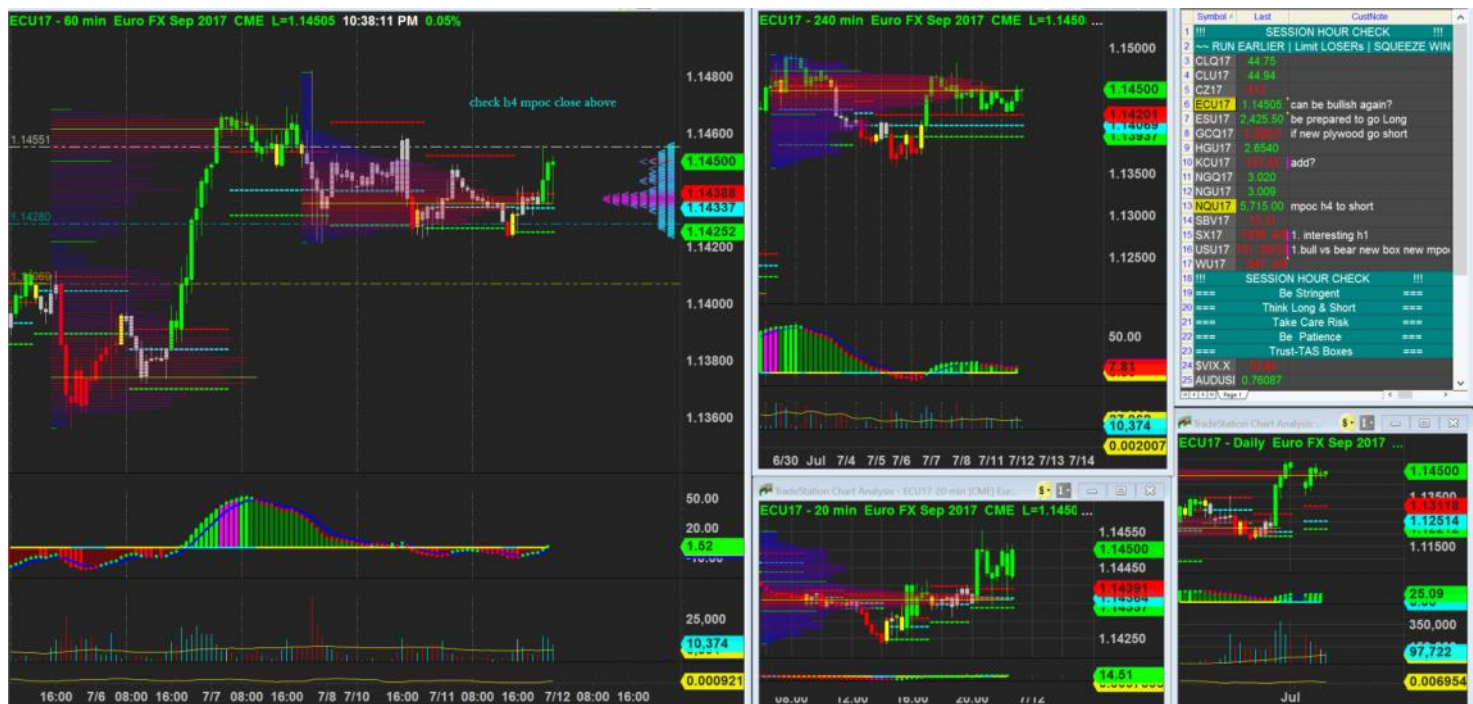 ECU17 - 60 min Euro FX Sep 2017 CME L=1.14505 10:38:11 PM 0.05%
check h4 mpoc close above
1.14551
1.14280
1.14800
1.14600
1.14500
1.14388
1.14337
1.14252
1.14200
1.14000
1.13800
1.13600
50.00
20.00
1.52
25,000
10,374
0.000921
16:00 7/6 08:00 16:00 7/7 08:00 16:00 7/8 7/10 16:00 7/11 08:00 16:00 7/12 08:00 16:00
ECU17 - 240 min Euro FX Sep 2017 CME L=1.1450 ...
1.15000
1.14500
1.14201
1.14069
1.13937
1.13500
1.13000
1.12500
50.00
7.81
10,374
0.002007
6/30 Jul 7/4 7/5 7/6 7/7 7/8 7/11 7/12 7/13 7/14
TradeStation Chart Analysis - ECU17 20 min [CME] Eur...
ECU17 - 20 min Euro FX Sep 2017 CME L=1.1450 ...
1.14550
1.14500
1.14450
1.14391
1.14364
1.14337
1.14250
14.51
08:00 12:00 16:00 20:00 7/12
Symbol Last CustNote
1 !!! SESSION HOUR CHECK !!!
2 ~~ RUN EARLIER | Limit LOSERs | SQUEEZE WIN
3 CLQ17 44.75
4 CLU17 44.94
5 CZ17
6 ECU17 1.14505 can be bullish again?
7 ESU17 2,425.50 be prepared to go Long
8 GCQ17 if new plywood go short
9 HGU17 2.6540
10 KCU17 add?
11 NGQ17 3.020
12 NGU17 3.009
13 NQU17 5,715.00 mpoc h4 to short
14 SBV17
15 SX17 1. interesting h1
16 USU17 1.bull vs bear new box new mpo
17 WU17
18 !!! SESSION HOUR CHECK !!!
19 === Be Stringent ===
20 === Think Long & Short ===
21 === Take Care Risk ===
22 === Be Patience ===
23 === Trust-TAS Boxes ===
24 $VIX.X
25 AUDUSI 0.76087
Page 1
TradeStation Chart Analysis ...
ECU17 - Daily Euro FX Sep 2017 ...
1.14500
1.13500
1.13118
1.12514
1.11500
25.09
350,000
97,722
0.006954
Jul